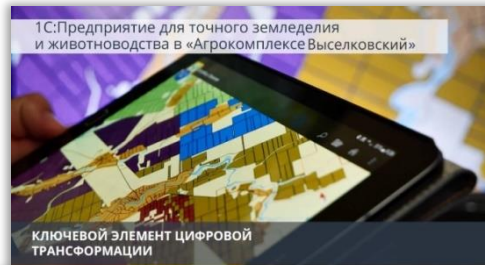 1С:Предприятие для точного земледелия
и животноводства в «Агрокомплексе Выселковский»
КЛЮЧЕВОЙ ЭЛЕМЕНТ ЦИФРОВОЙ
ТРАНСФОРМАЦИИ